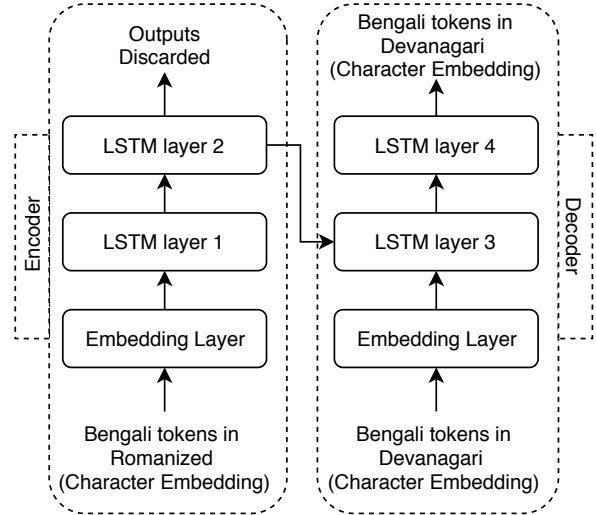 Outputs
Discarded
LSTM layer 2
LSTM layer 1
Embedding Layer
Bengali tokens in
Romanized
(Character Embedding)
Encoder
Bengali tokens in
Devanagari
(Character Embedding)
LSTM layer 4
LSTM layer 3
Embedding Layer
Bengali tokens in
Devanagari
(Character Embedding)
Decoder